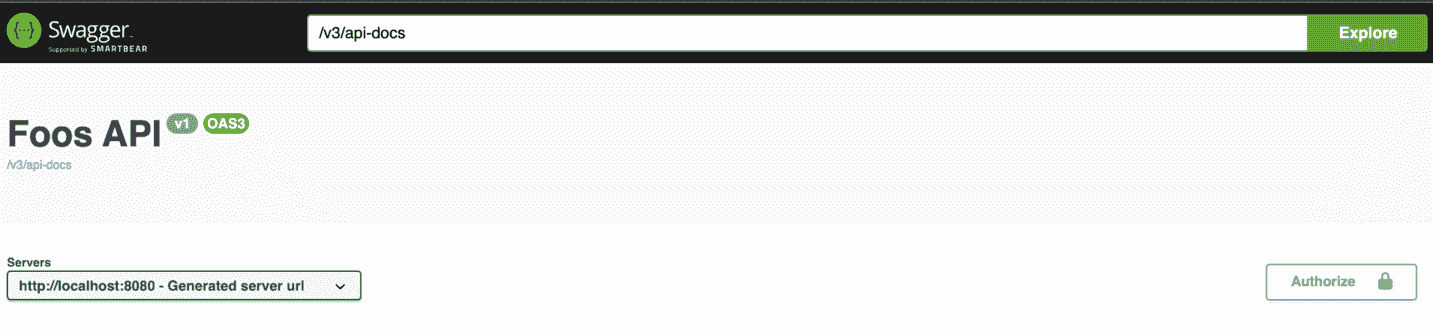 Swagger
Supported by SMARTBEAR
/v3/api-docs
Explore
Foos API v1 OAS3
/v3/api-docs
Servers
http://localhost:8080 - Generated server url
Authorize